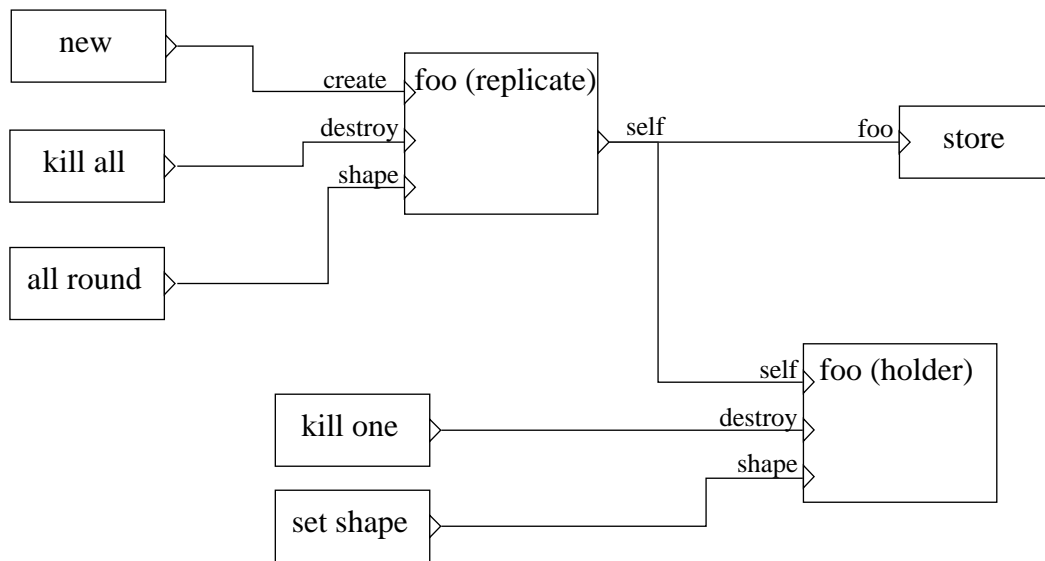 new
create
foo (replicate)
kill all
destroy
shape
self
foo
store
all round
self
foo (holder)
kill one
destroy
shape
set shape